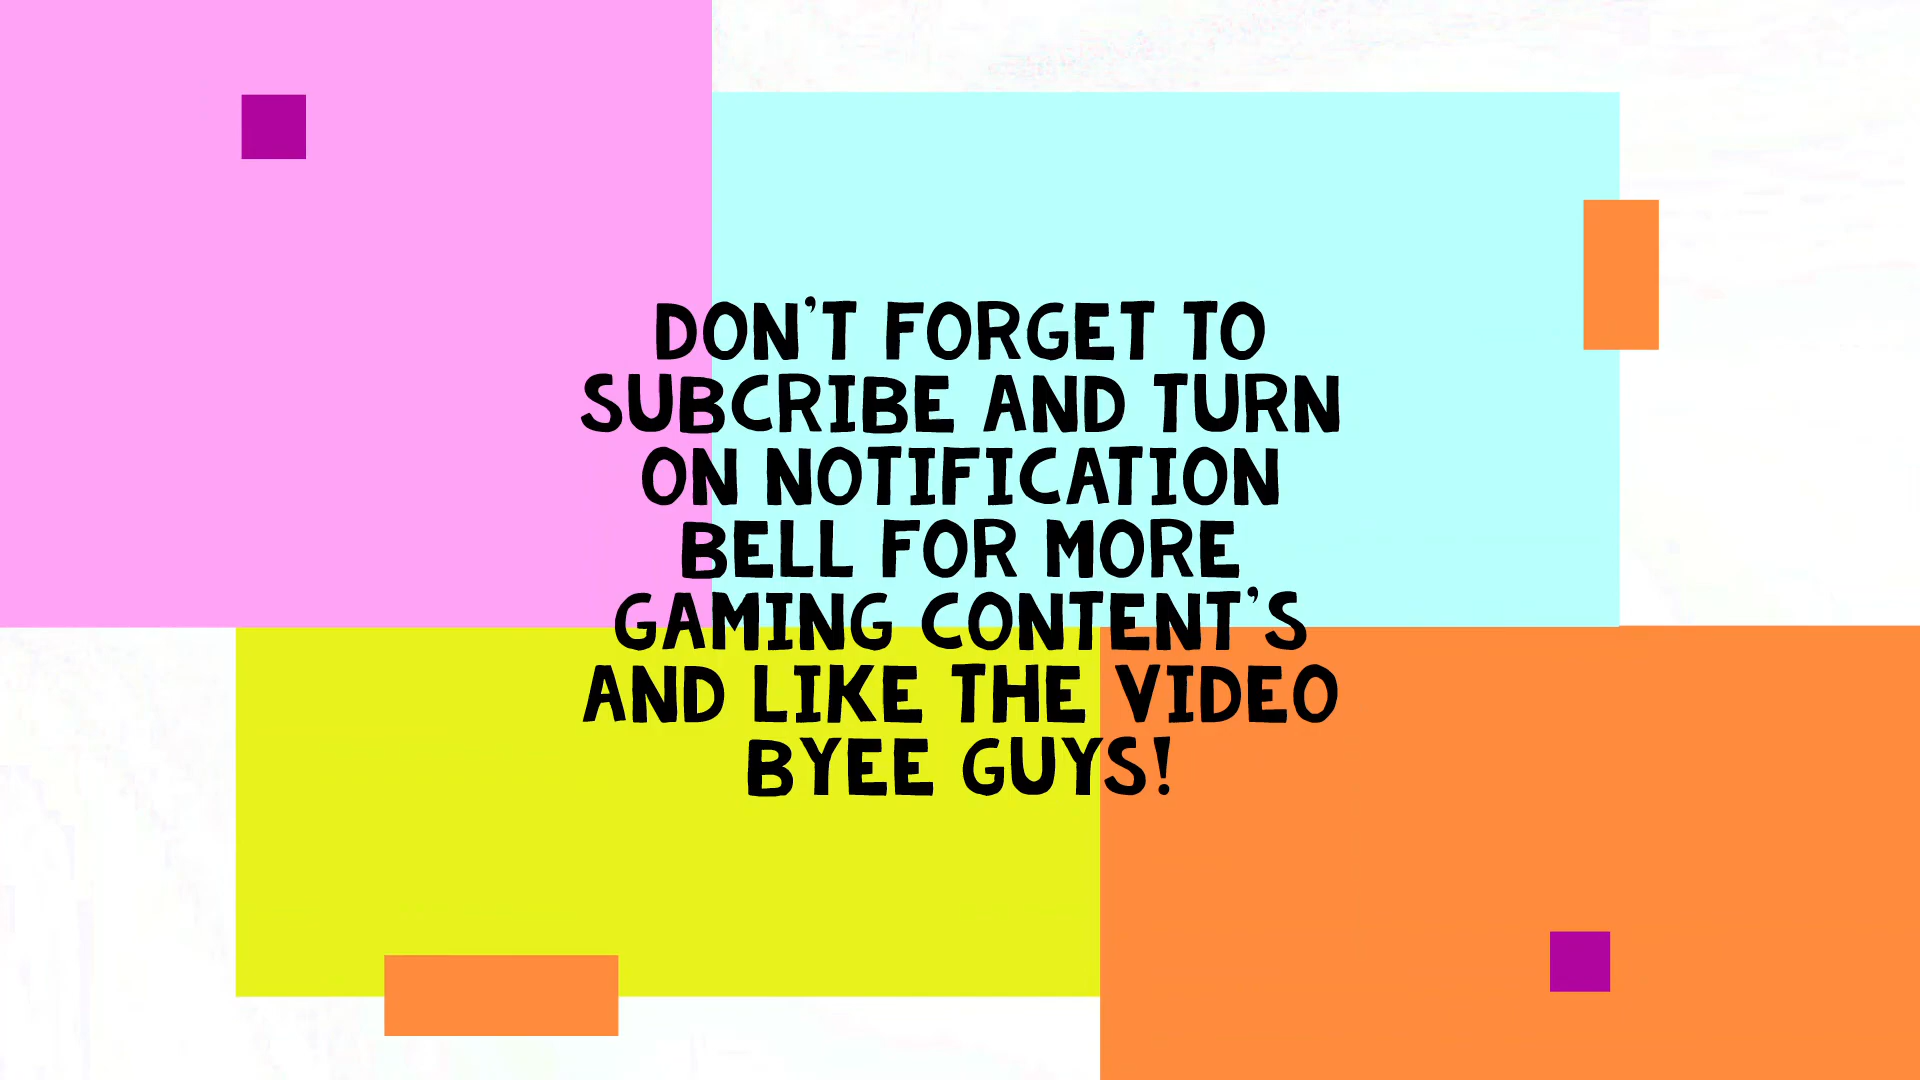 DON'T FORGET TO
SUBCRIBE AND TURN
ON NOTIFICATION
BELL FOR MORE
GAMING CONTENT'S
AND LIKE THE VIDEO
BYEE GUYS!